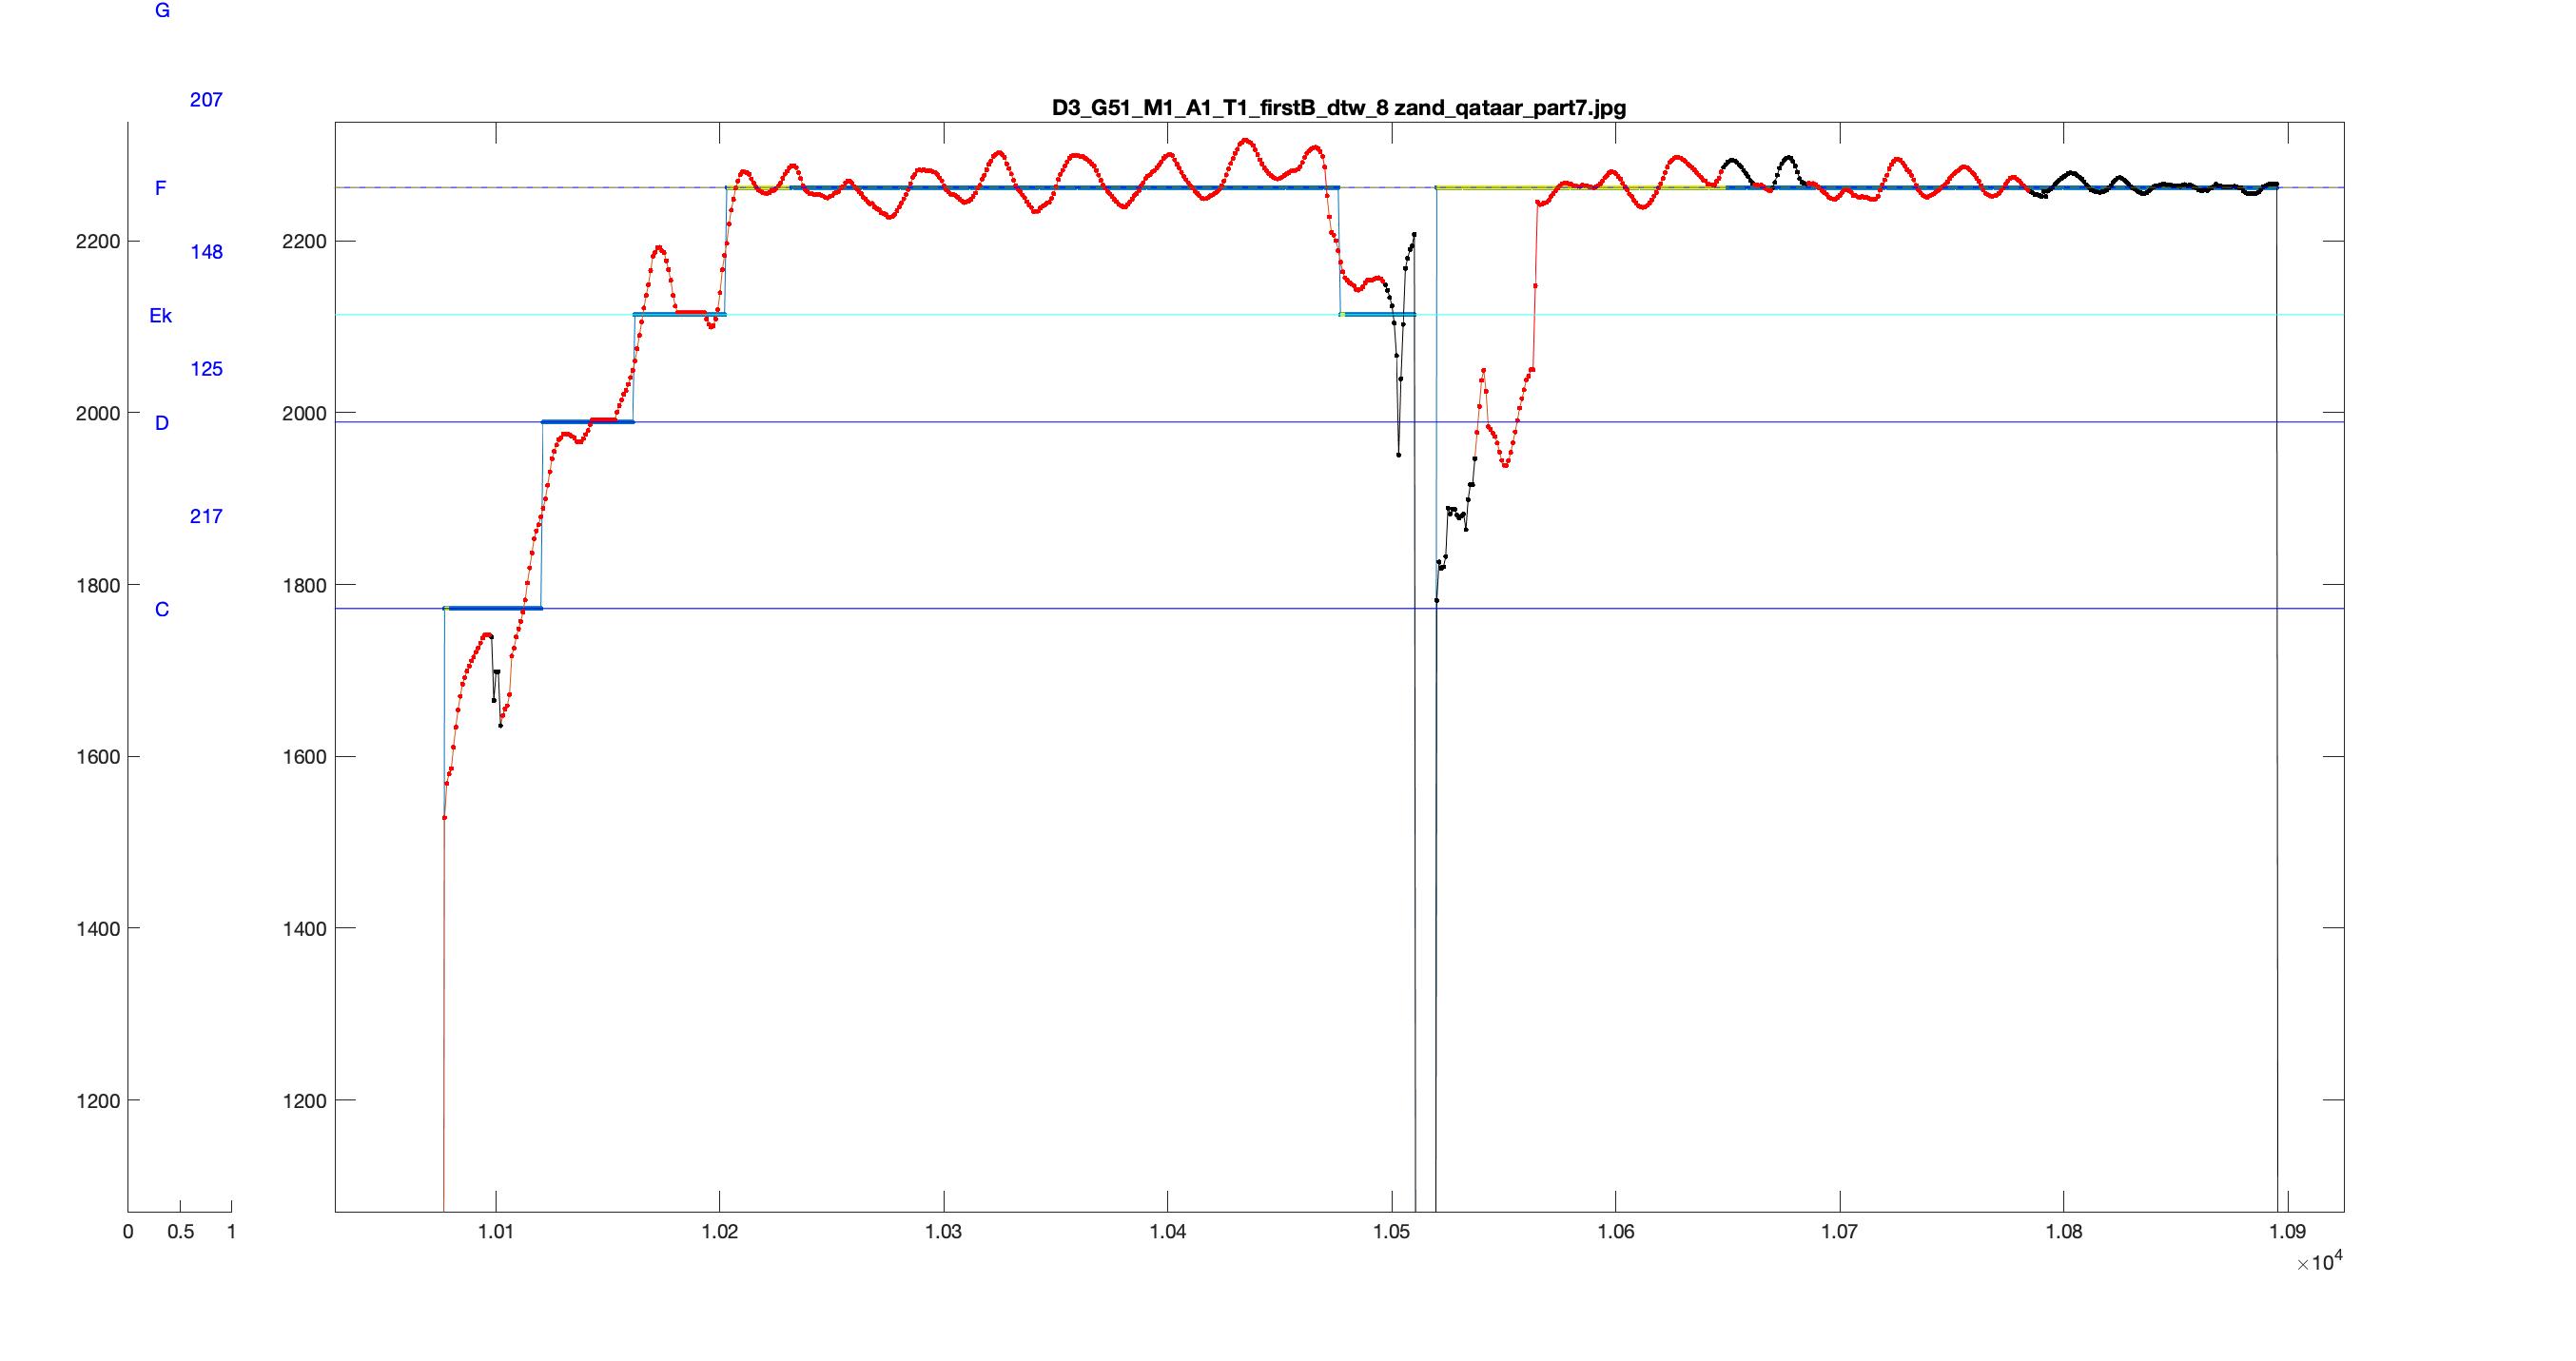 G
207
D3_G51_M1_A1_T1_firstB_dtw_8 zand_qataar_part7.jpg
F
2200 148 2200
Ek
125
2000 2000
D
217
1800 1800
C
1600 1600
1400 1400
1200 1200
0 0.5 1 1.01 1.02 1.03 1.04 1.05 1.06 1.07 1.08 1.09
×10^4